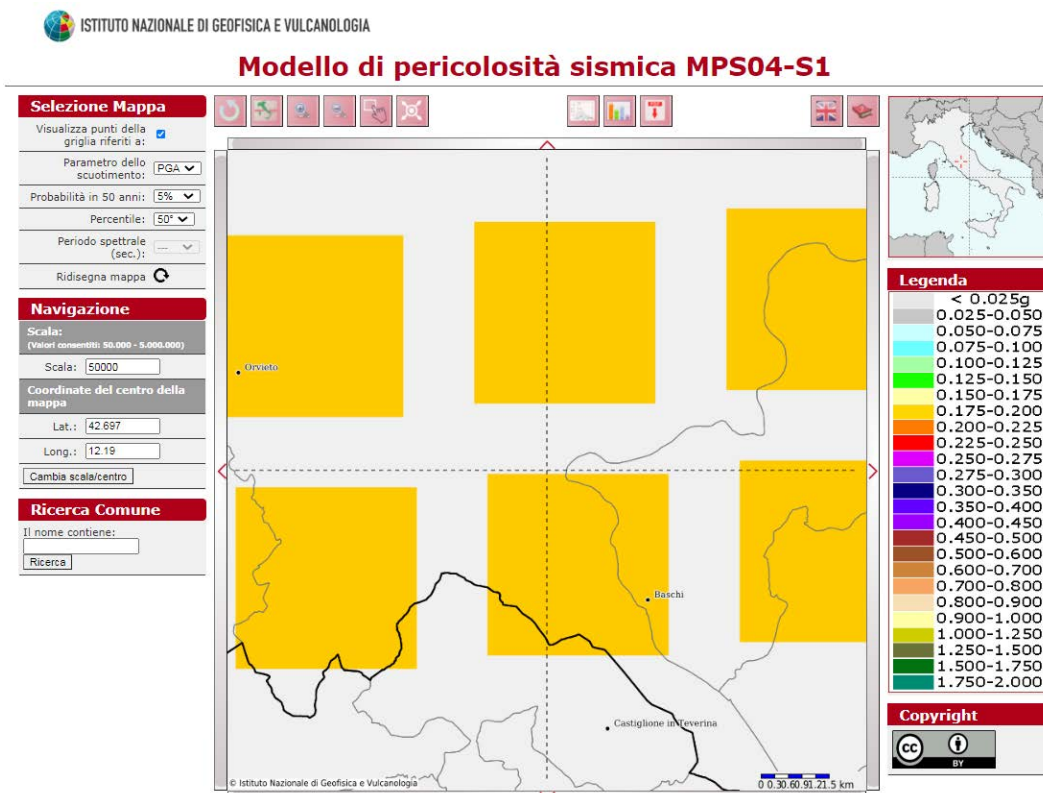 ISTITUTO NAZIONALE DI GEOFISICA E VULCANOLOGIA
Modello di pericolosità sismica MPS04-S1
Selezione Mappa
Visualizza punti della
griglia riferiti a:
Parametro dello
scuotimento:
PGA
Probabilità in 50 anni:
5%
Percentile:
50°
Periodo spettrale
(sec.):
---
Ridisegna mappa
Navigazione
Scala:
(Valori consentiti: 50.000 - 5.000.000)
Scala:
50000
Coordinate del centro della
mappa
Lat.:
42.697
Long.:
12.19
Cambia scala/centro
Ricerca Comune
Il nome contiene:
Ricerca
Orvieto
Baschi
Castiglione in Teverina
© Istituto Nazionale di Geofisica e Vulcanologia
0 0.30.60.91.21.5 km
Legenda
< 0.025g
0.025-0.050
0.050-0.075
0.075-0.100
0.100-0.125
0.125-0.150
0.150-0.175
0.175-0.200
0.200-0.225
0.225-0.250
0.250-0.275
0.275-0.300
0.300-0.350
0.350-0.400
0.400-0.450
0.450-0.500
0.500-0.600
0.600-0.700
0.700-0.800
0.800-0.900
0.900-1.000
1.000-1.250
1.250-1.500
1.500-1.750
1.750-2.000
Copyright
cc
BY